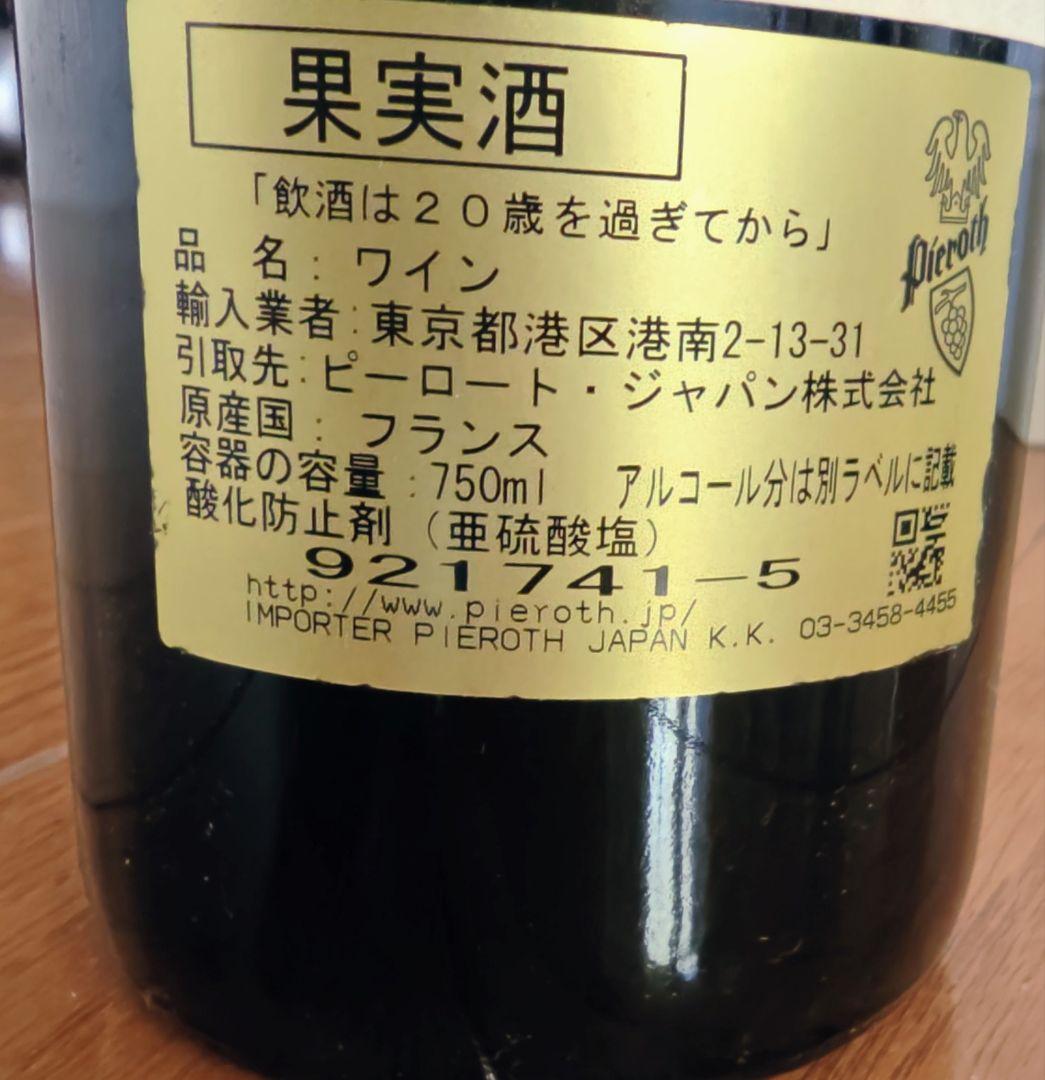 果実酒
「飲酒は20歳を過ぎてから」
品 名: ワイン
輸入業者:東京都港区港南2-13-31
引取先:ピーロート・ジャパン株式会社
原産国: フランス
容器の容量:750ml アルコール分は別ラベルに記載
酸化防止剤(亜硫酸塩)
921741-5
http://www.pieroth.jp/
IMPORTER PIEROTH JAPAN K.K. 03-3458-4455
Pieroth